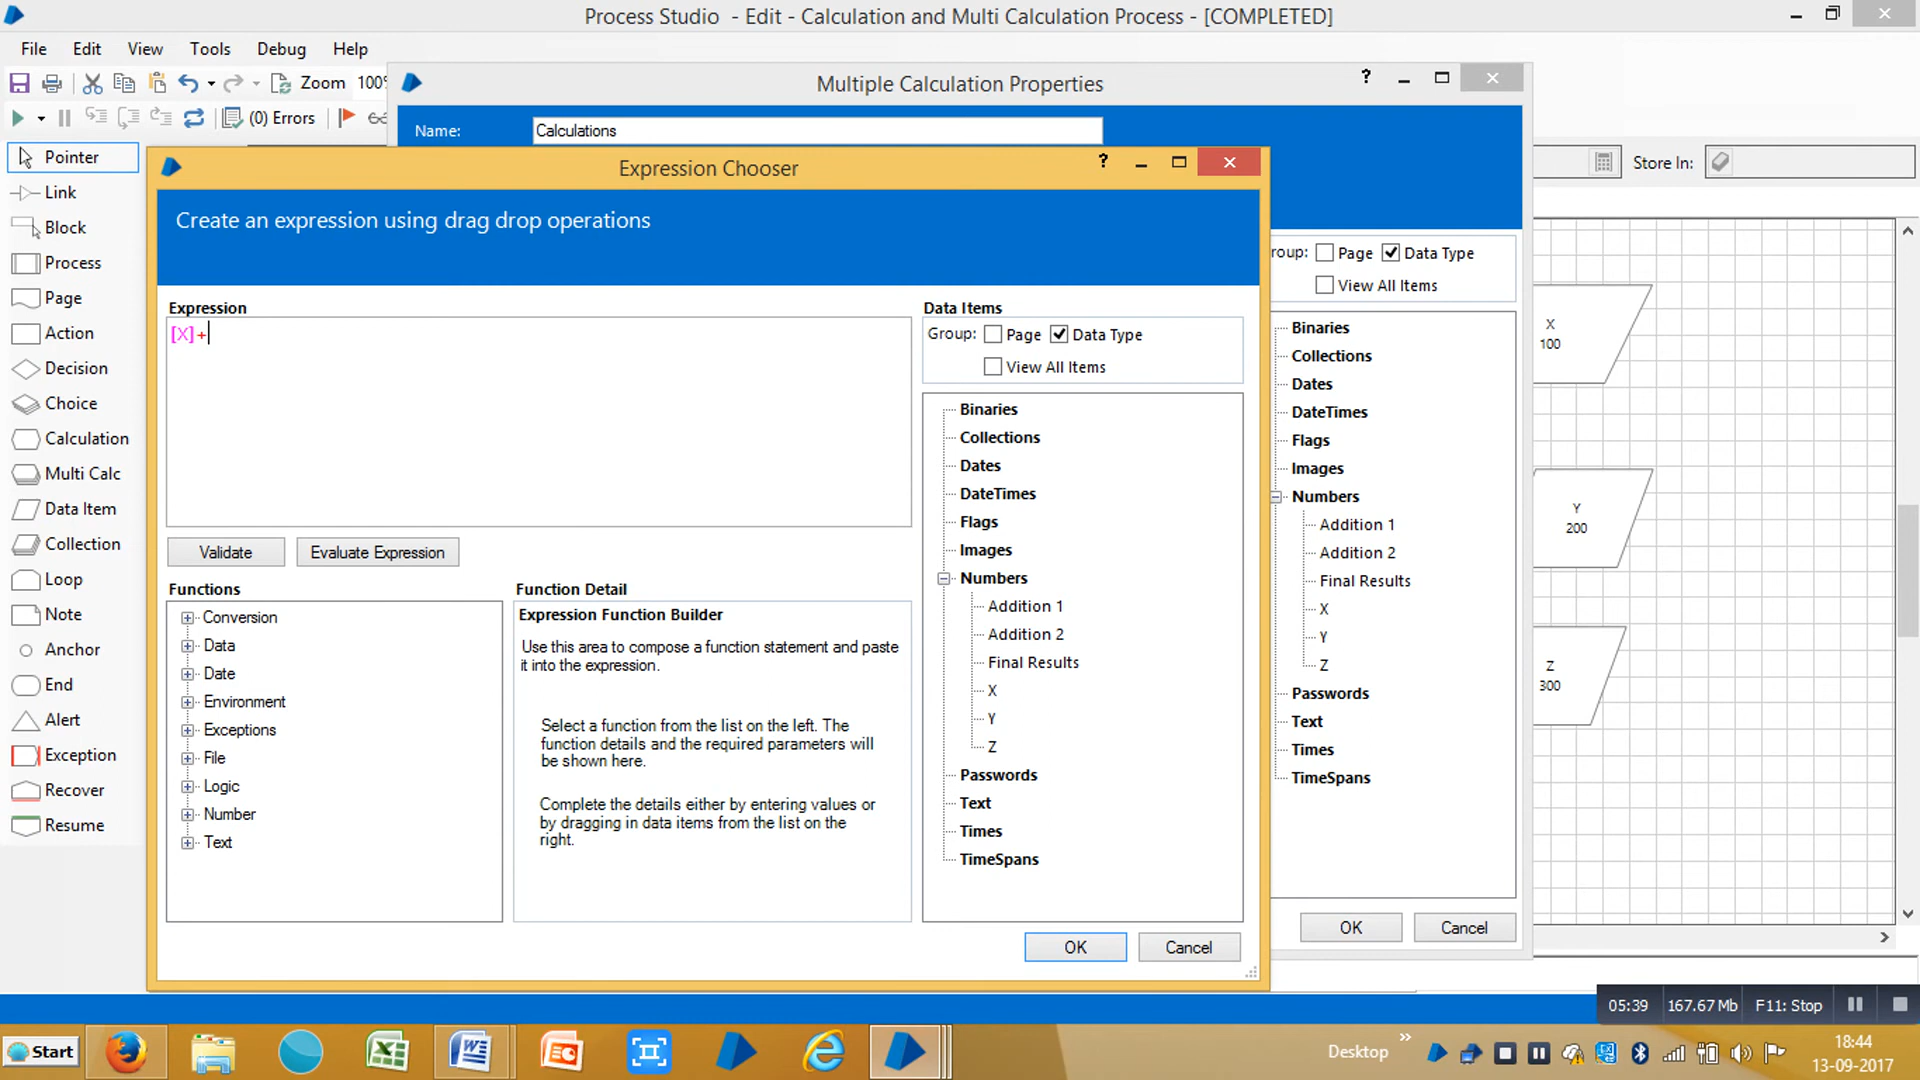 Process Studio - Edit - Calculation and Multi Calculation Process - [COMPLETED]
File Edit View Tools Debug Help
Zoom 100%
(0) Errors
Multiple Calculation Properties
?
Name: Calculations
Store In:
Pointer
Link
Block
Process
Page
Action
Decision
Choice
Calculation
Multi Calc
Data Item
Collection
Loop
Note
Anchor
End
Alert
Exception
Recover
Resume
Expression Chooser
?
Create an expression using drag drop operations
Expression
[X]+
Validate Evaluate Expression
Functions
Conversion
Data
Date
Environment
Exceptions
File
Logic
Number
Text
Function Detail
Expression Function Builder
Use this area to compose a function statement and paste
it into the expression.
Select a function from the list on the left. The
function details and the required parameters will
be shown here.
Complete the details either by entering values or
by dragging in data items from the list on the
right.
Data Items
Group: Page Data Type
View All Items
Binaries
Collections
Dates
DateTimes
Flags
Images
Numbers
Addition 1
Addition 2
Final Results
X
Y
Z
Passwords
Text
Times
TimeSpans
OK Cancel
roup: Page Data Type
View All Items
Binaries
Collections
Dates
DateTimes
Flags
Images
Numbers
Addition 1
Addition 2
Final Results
X
Y
Z
Passwords
Text
Times
TimeSpans
OK Cancel
X
100
Y
200
Z
300
05:39 167.67 Mb F11: Stop
Start
Desktop
18:44
13-09-2017